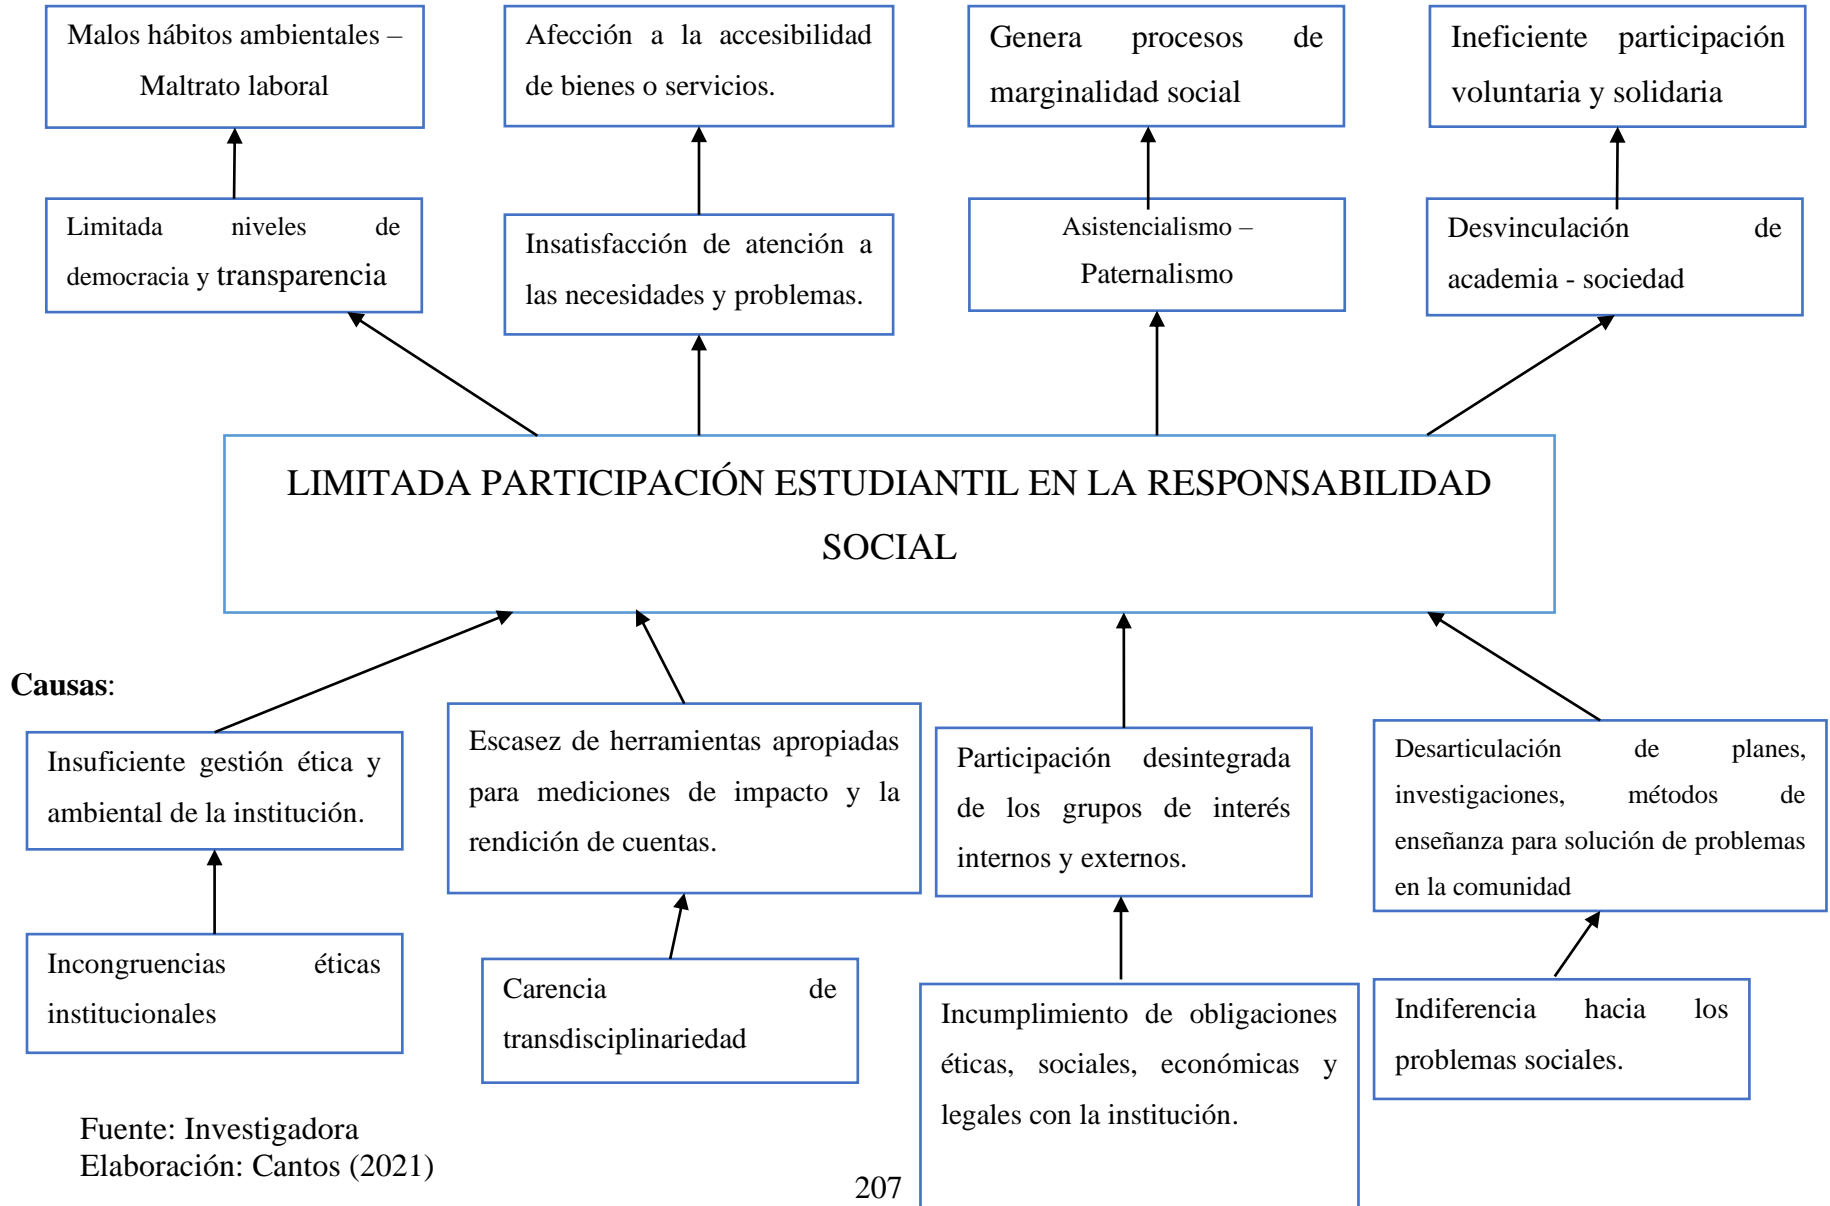 Malos hábitos ambientales –
Maltrato laboral
Afección a la accesibilidad
de bienes o servicios.
Genera procesos de
marginalidad social
Ineficiente participación
voluntaria y solidaria
Limitada niveles de
democracia y transparencia
Insatisfacción de atención a
las necesidades y problemas.
Asistencialismo –
Paternalismo
Desvinculación de
academia - sociedad
LIMITADA PARTICIPACIÓN ESTUDIANTIL EN LA RESPONSABILIDAD
SOCIAL
Causas:
Insuficiente gestión ética y
ambiental de la institución.
Escasez de herramientas apropiadas
para mediciones de impacto y la
rendición de cuentas.
Participación desintegrada
de los grupos de interés
internos y externos.
Desarticulación de planes,
investigaciones, métodos de
enseñanza para solución de problemas
en la comunidad
Incongruencias éticas
institucionales
Carencia de
transdisciplinariedad
Incumplimiento de obligaciones
éticas, sociales, económicas y
legales con la institución.
Indiferencia hacia los
problemas sociales.
Fuente: Investigadora
Elaboración: Cantos (2021)
207